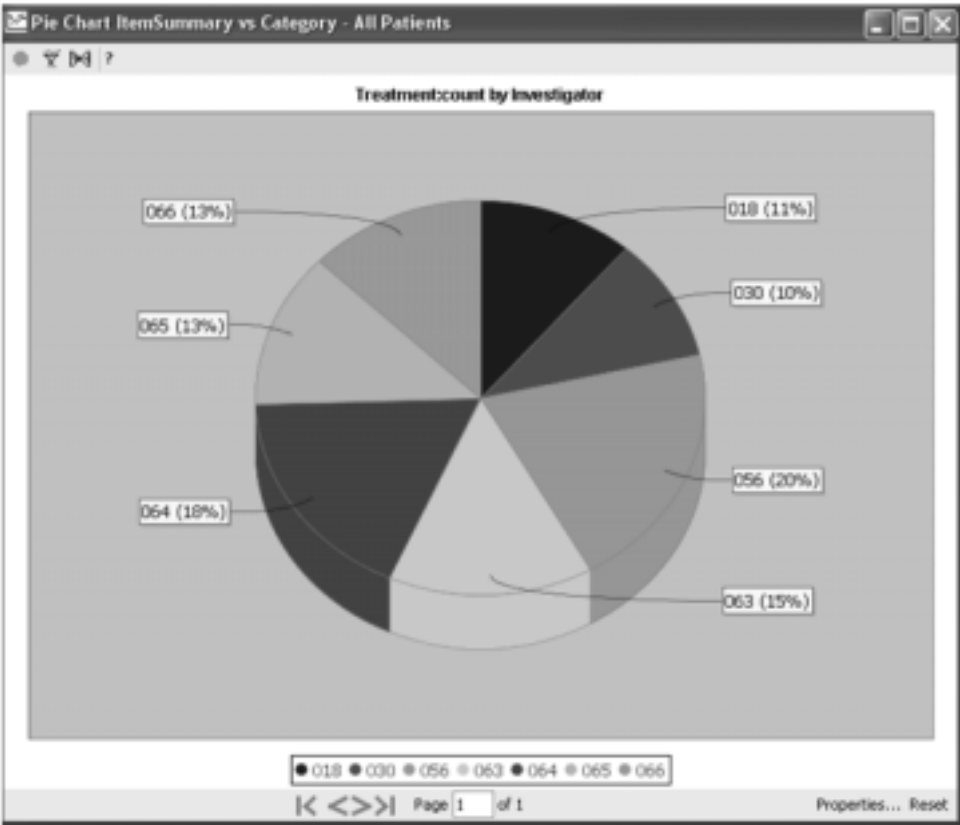 Pie Chart ItemSummary vs Category - All Patients
?
Treatment:count by Investigator
066 (13%)
018 (11%)
030 (10%)
065 (13%)
056 (20%)
064 (18%)
063 (15%)
018 030 056 063 064 065 066
Page 1 of 1 Properties... Reset